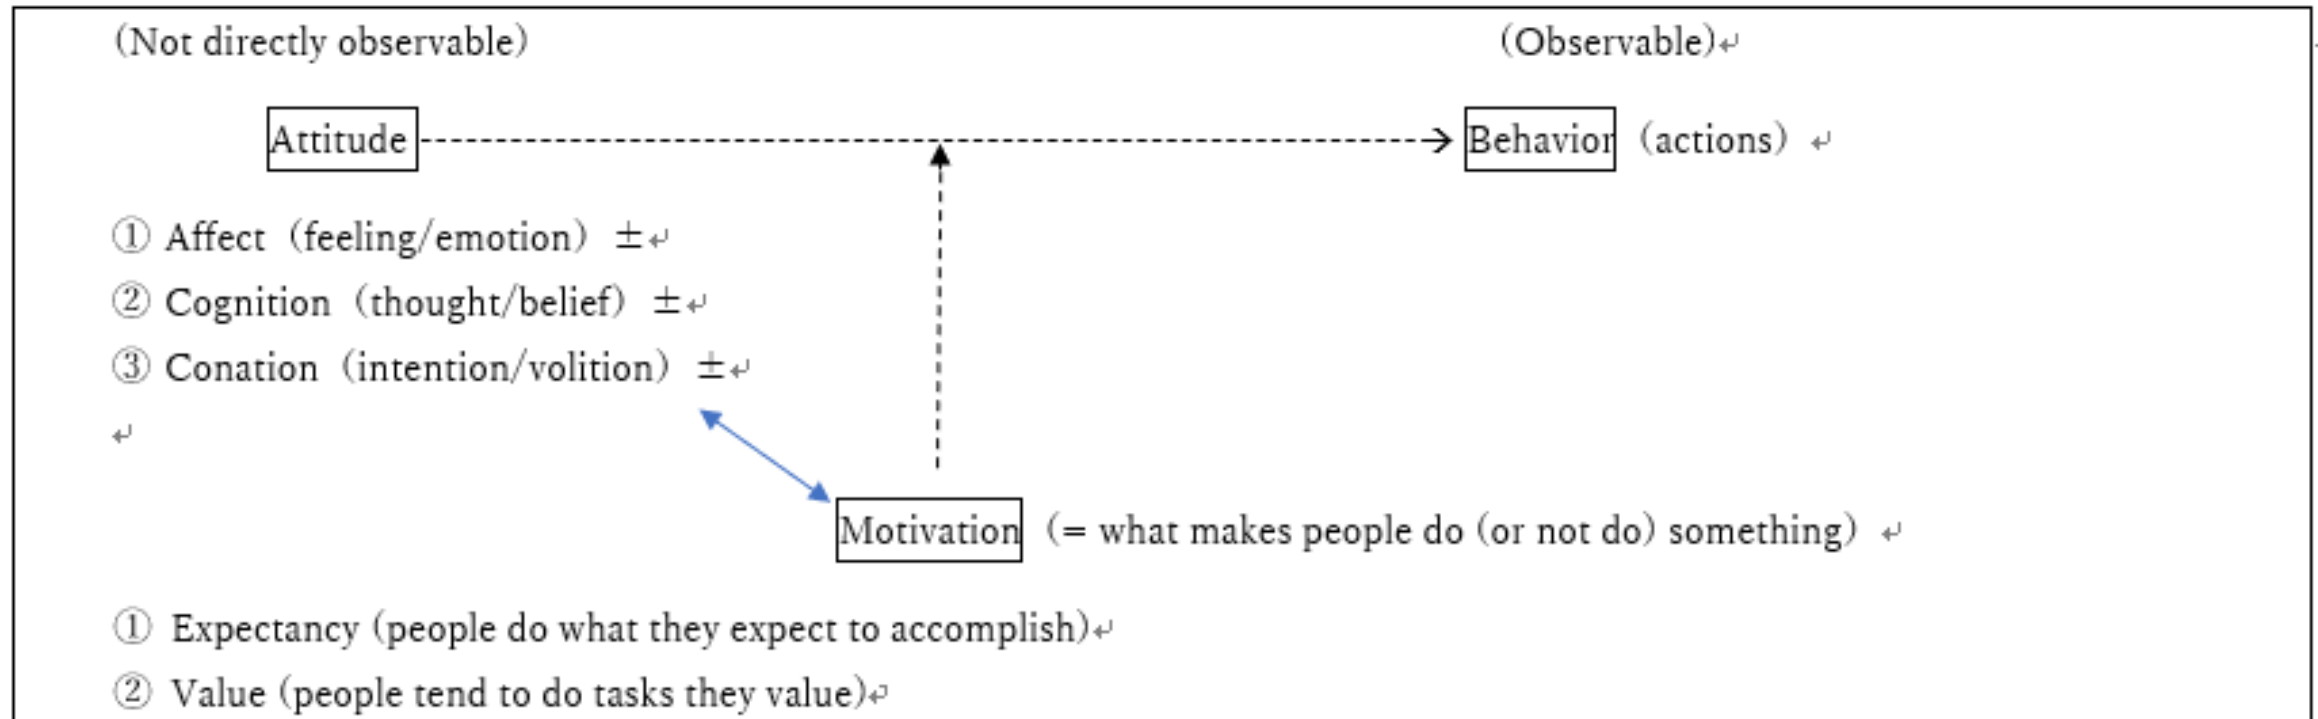 (Not directly observable) (Observable)↵
Attitude Behavior (actions) ↵
① Affect (feeling/emotion) ±↵
② Cognition (thought/belief) ±↵
③ Conation (intention/volition) ±↵
↵
Motivation (= what makes people do (or not do) something) ↵
① Expectancy (people do what they expect to accomplish)↵
② Value (people tend to do tasks they value)↵